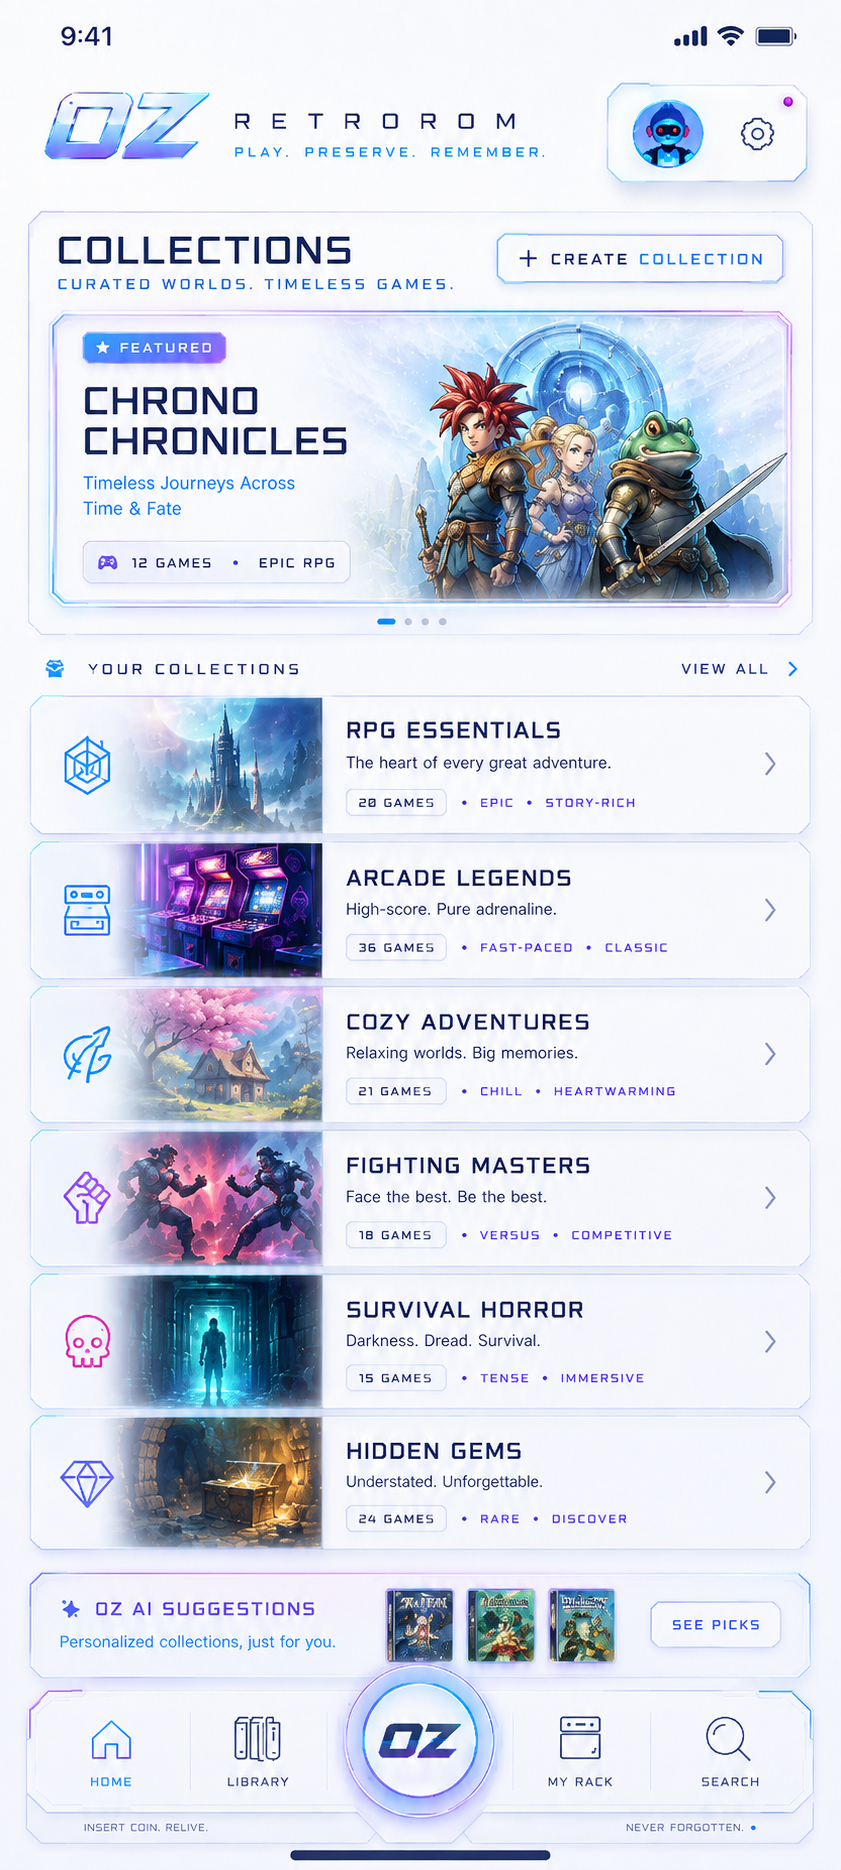 9:41
OZ
RETROROM
PLAY. PRESERVE. REMEMBER.
COLLECTIONS
CURATED WORLDS. TIMELESS GAMES.
+ CREATE COLLECTION
FEATURED
CHRONO
CHRONICLES
Timeless Journeys Across
Time & Fate
12 GAMES • EPIC RPG
YOUR COLLECTIONS
VIEW ALL
RPG ESSENTIALS
The heart of every great adventure.
20 GAMES • EPIC • STORY-RICH
ARCADE LEGENDS
High-score. Pure adrenaline.
36 GAMES • FAST-PACED • CLASSIC
COZY ADVENTURES
Relaxing worlds. Big memories.
21 GAMES • CHILL • HEARTWARMING
FIGHTING MASTERS
Face the best. Be the best.
18 GAMES • VERSUS • COMPETITIVE
SURVIVAL HORROR
Darkness. Dread. Survival.
15 GAMES • TENSE • IMMERSIVE
HIDDEN GEMS
Understated. Unforgettable.
24 GAMES • RARE • DISCOVER
OZ AI SUGGESTIONS
Personalized collections, just for you.
SEE PICKS
HOME
LIBRARY
OZ
MY RACK
SEARCH
INSERT COIN. RELIVE.
NEVER FORGOTTEN. •